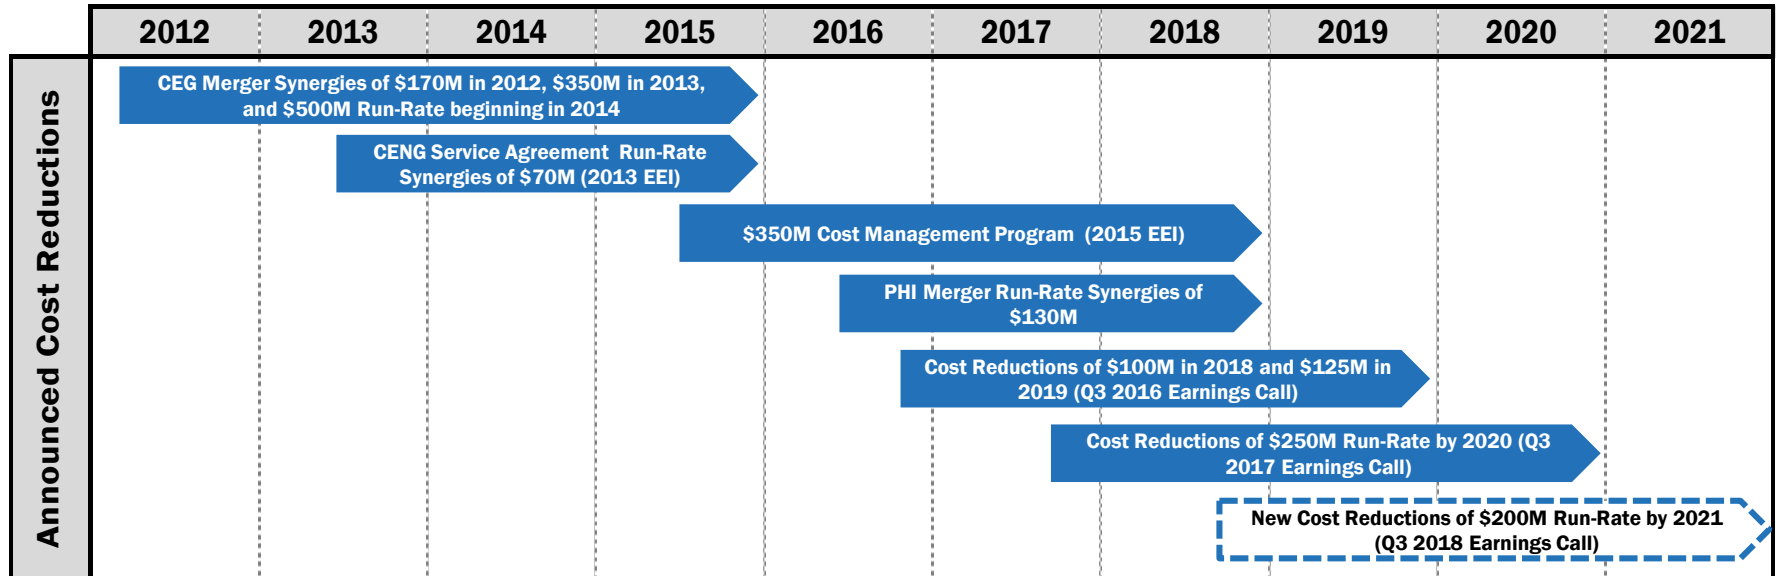 2012 2013 2014 2015 2016 2017 2018 2019 2020 2021
Announced Cost Reductions
CEG Merger Synergies of $170M in 2012, $350M in 2013,
and $500M Run-Rate beginning in 2014
CENG Service Agreement  Run-Rate
Synergies of $70M (2013 EEI)
$350M Cost Management Program  (2015 EEI)
PHI Merger Run-Rate Synergies of
$130M
Cost Reductions of $100M in 2018 and $125M in
2019 (Q3 2016 Earnings Call)
Cost Reductions of $250M Run-Rate by 2020 (Q3
2017 Earnings Call)
New Cost Reductions of $200M Run-Rate by 2021
(Q3 2018 Earnings Call)